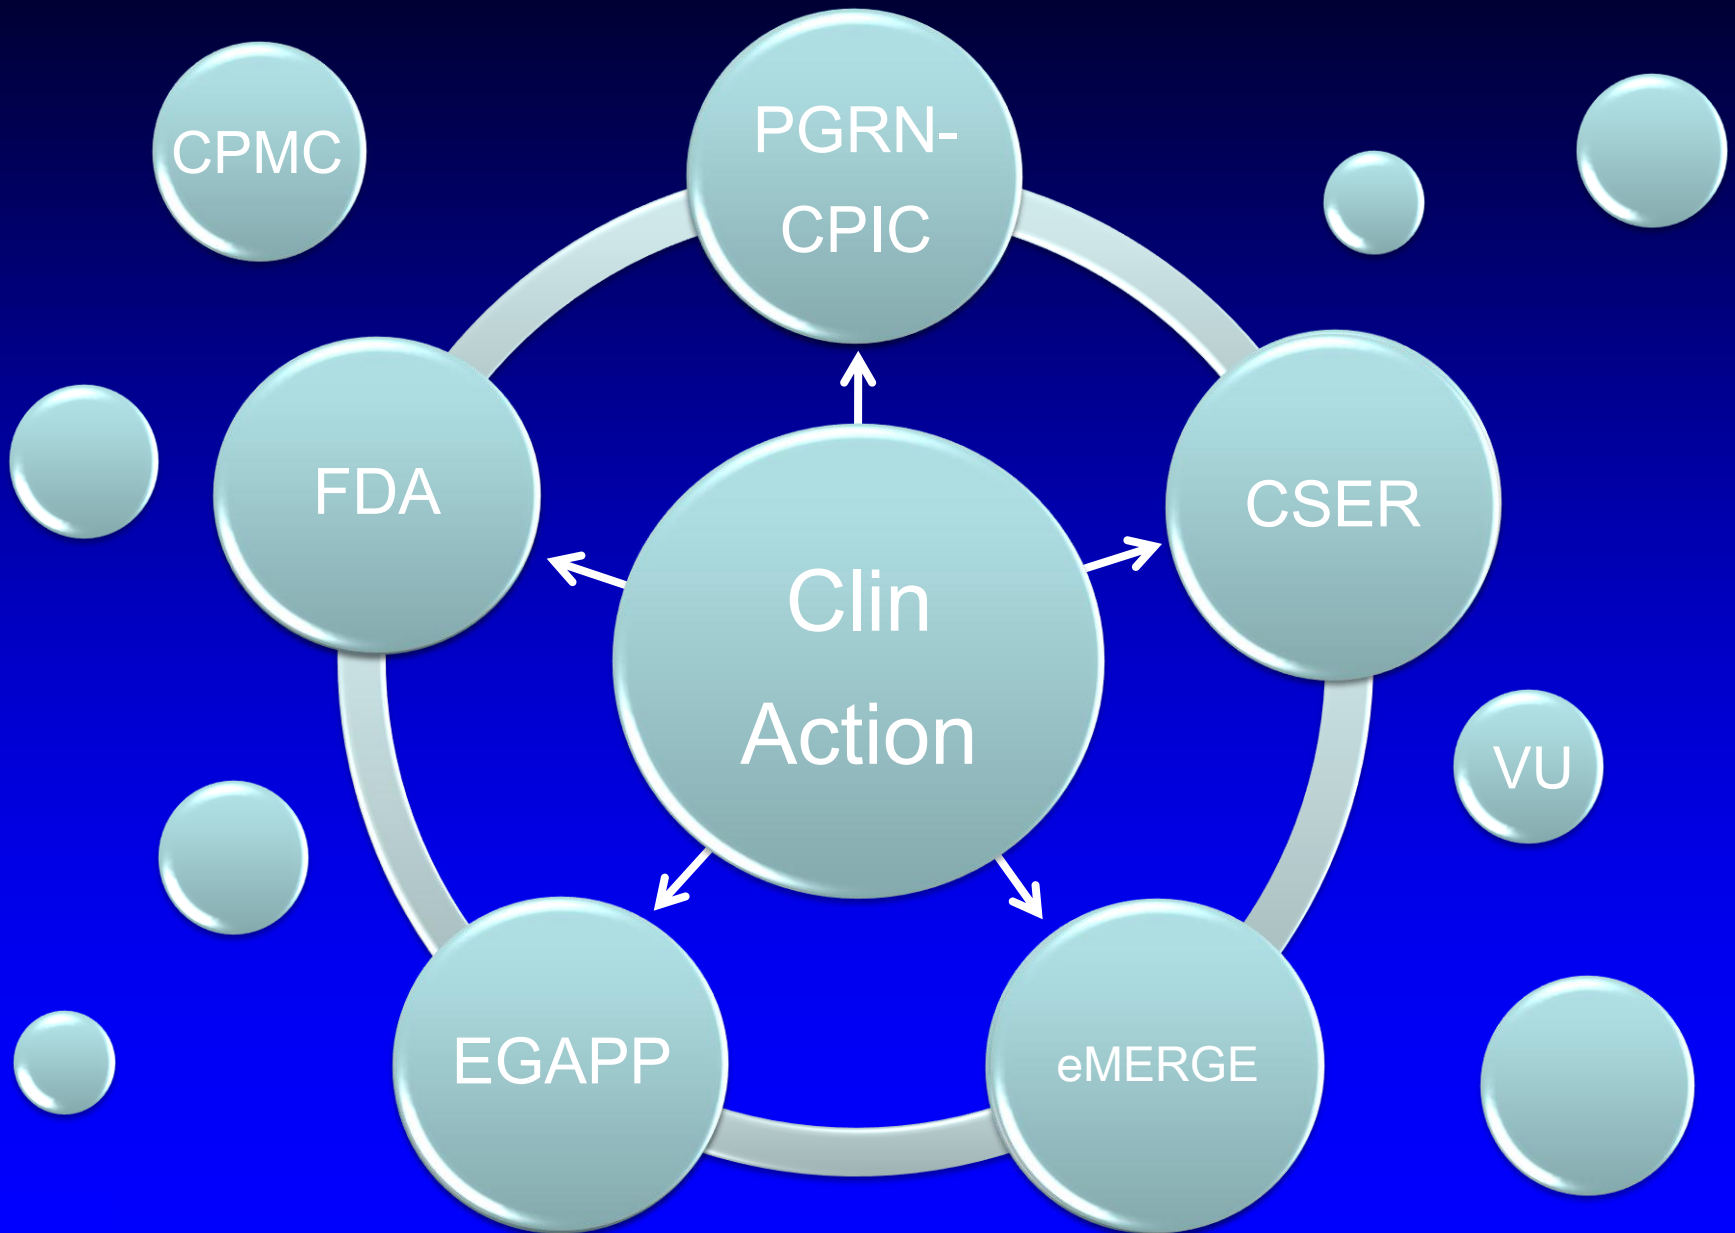 CPMC
PGRN-
CPIC
FDA
CSER
Clin
Action
VU
EGAPP
eMERGE